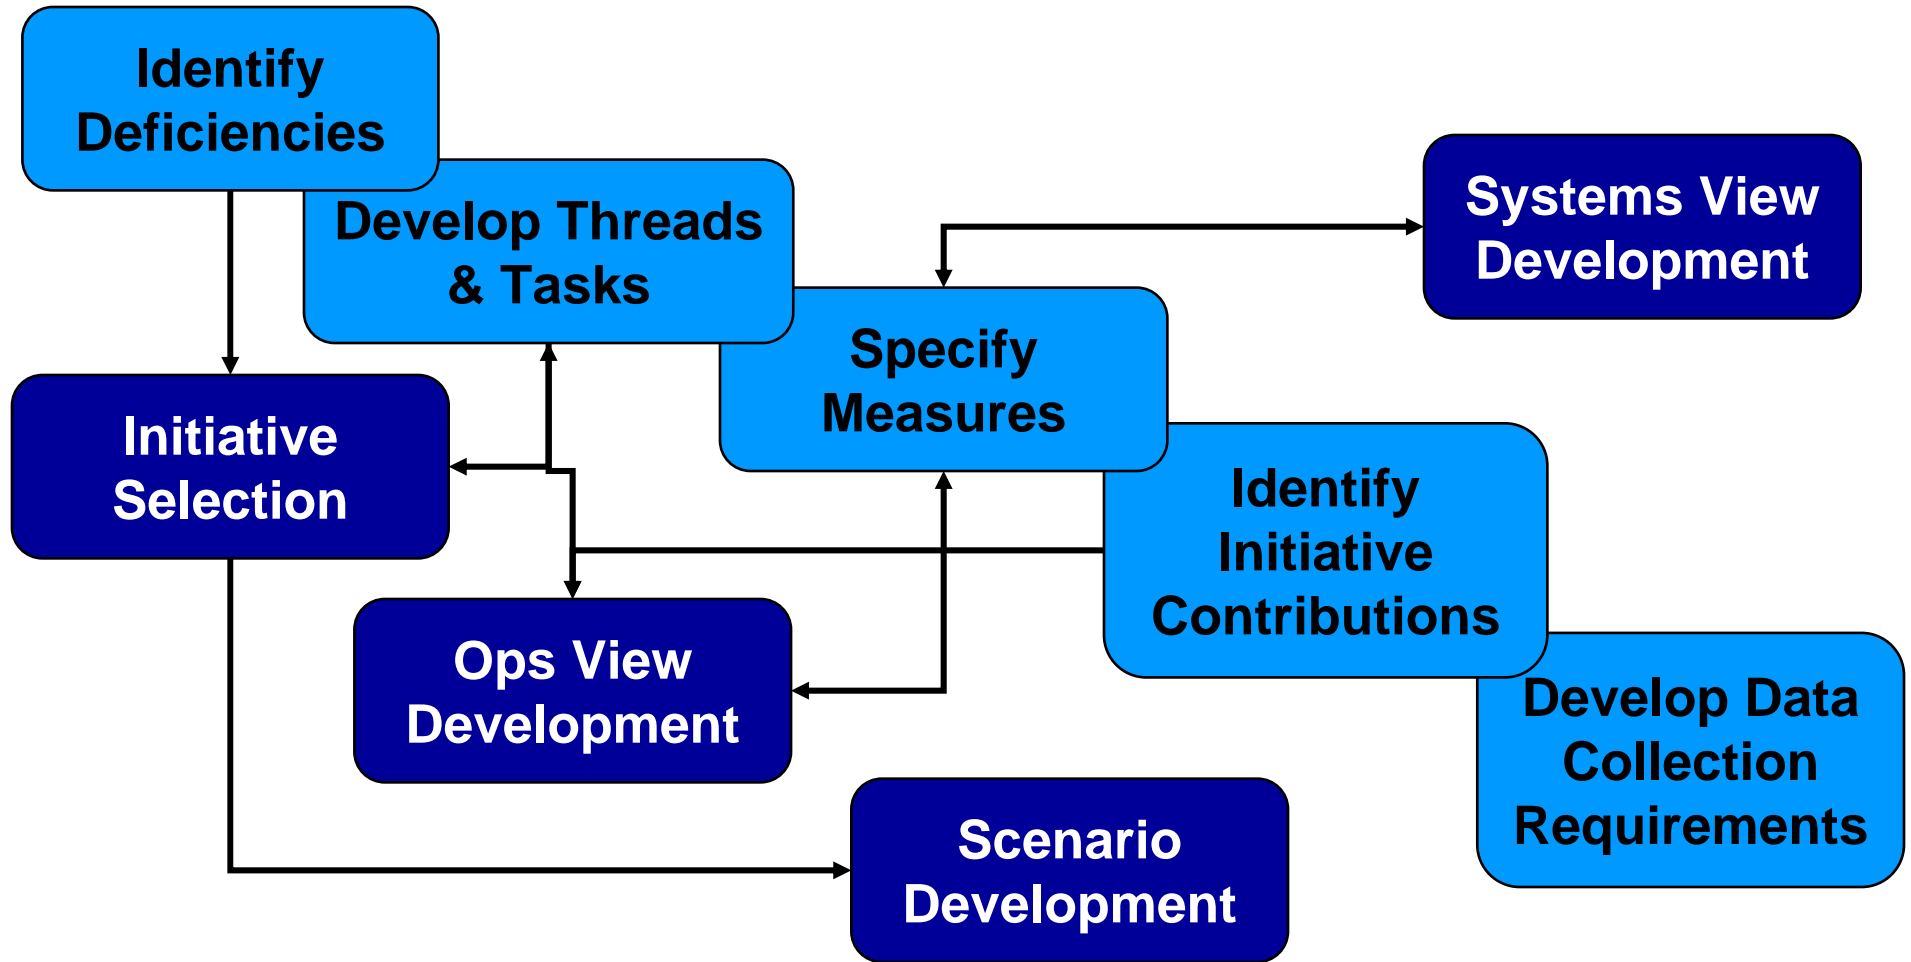 Identify
Deficiencies
Develop Threads
& Tasks
Systems View
Development
Specify
Measures
Initiative
Selection
Identify
Initiative
Contributions
Ops View
Development
Develop Data
Collection
Requirements
Scenario
Development